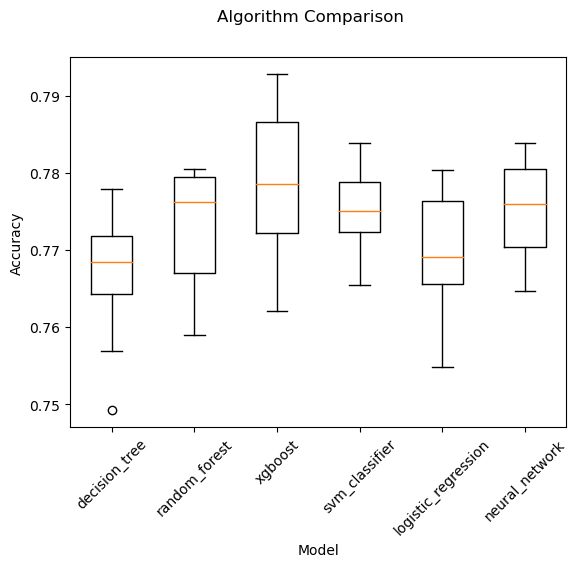 Algorithm Comparison
0.79
0.78
0.77
0.76
0.75
Accuracy
decision_tree
random_forest
xgboost
svm_classifier
logistic_regression
neural_network
Model